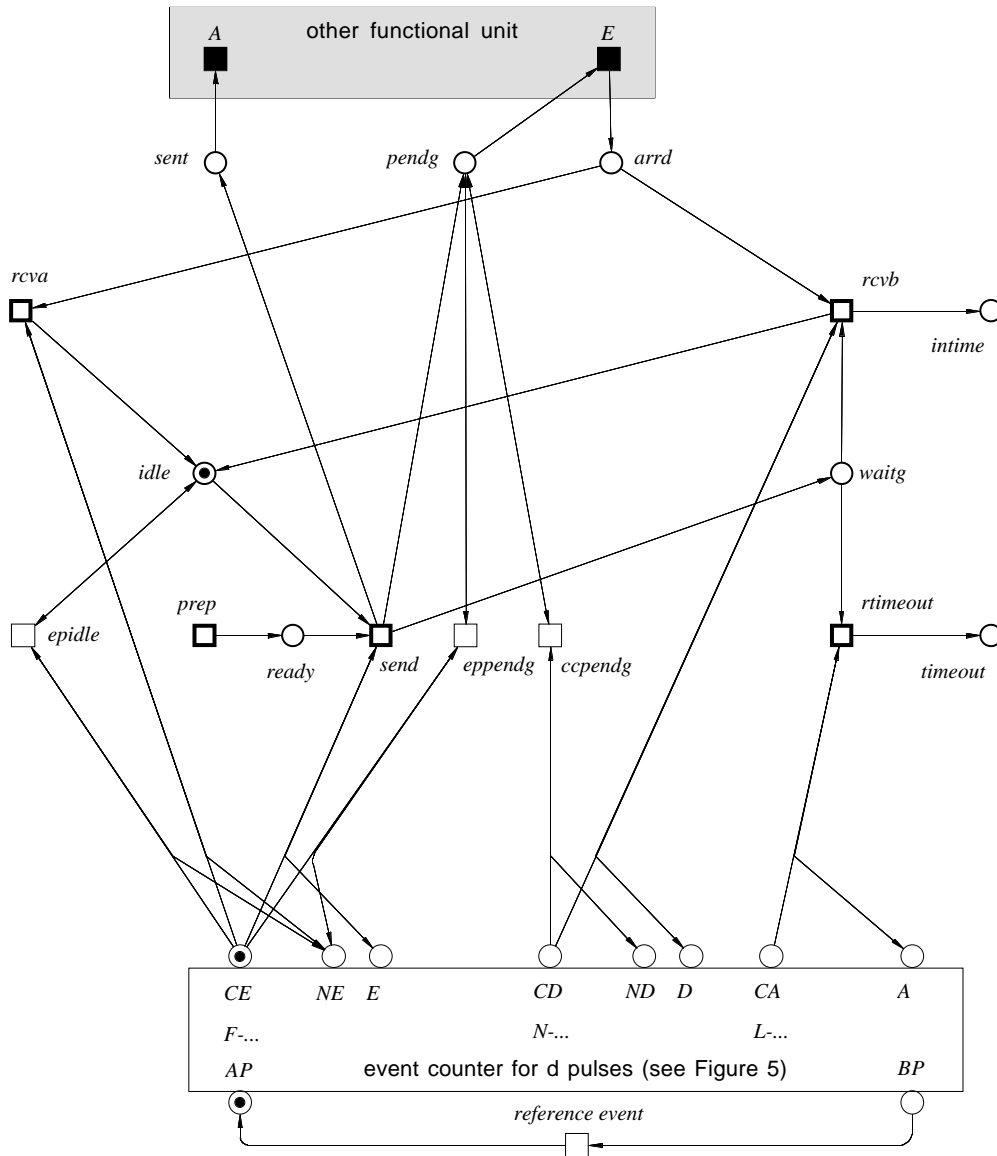 other functional unit
A E
sent pendg arrd
rcva rcvb
intime
idle waitg
prep rtimeout
epidle
ready send eppendg ccpendg timeout
CE NE E CD ND D CA A
F-... N-... L-...
AP event counter for d pulses (see Figure 5) BP
reference event